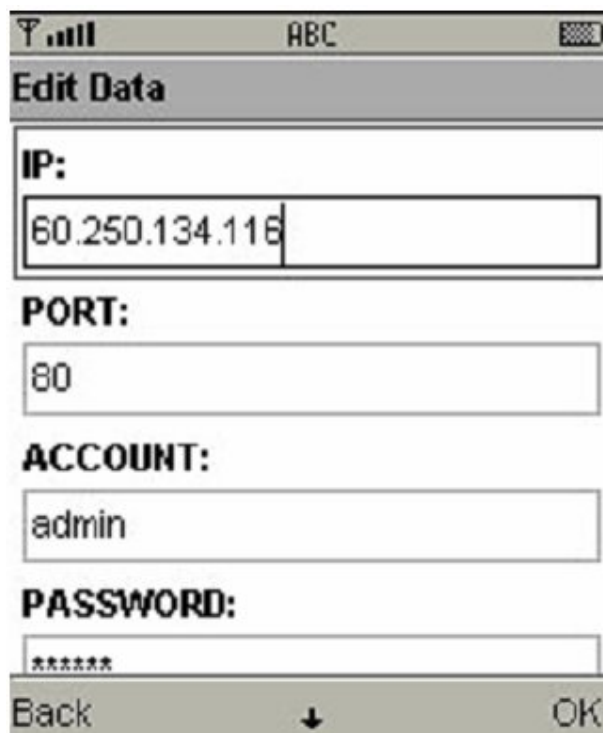 ABC
Edit Data
IP:
60.250.134.116
PORT:
80
ACCOUNT:
admin
PASSWORD:
******
Back OK